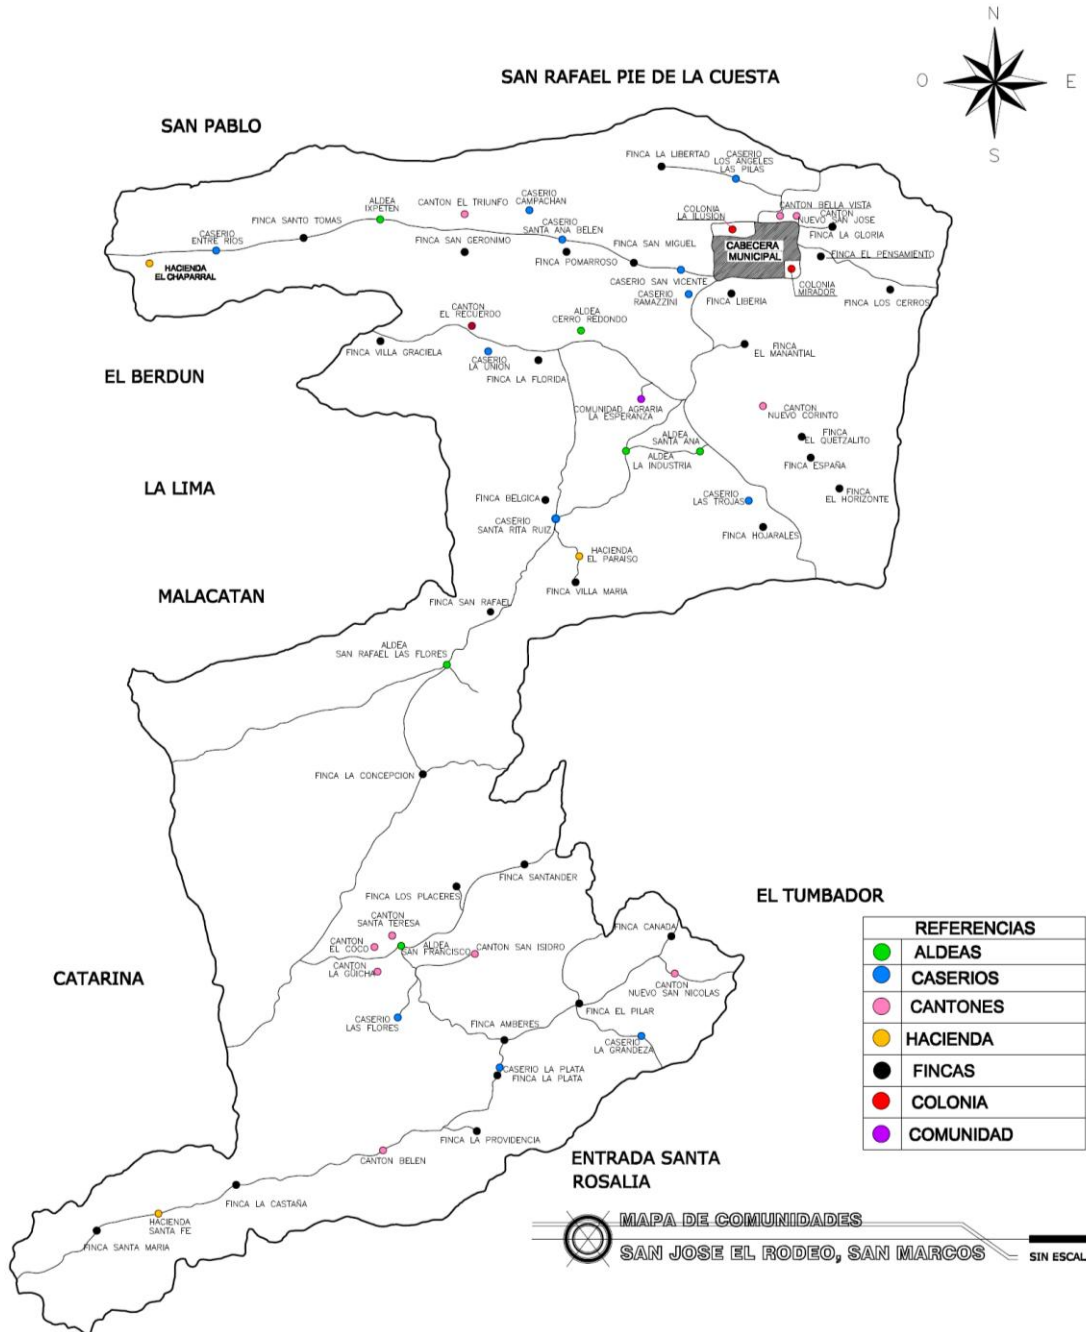 N
SAN RAFAEL PIE DE LA CUESTA
O
E
S
SAN PABLO
FINCA LA LIBERTAD
CASERIO
LOS ANGELES
LAS PILAS
CANTON BELLA VISTA
CANTON
NUEVO SAN JOSE
FINCA LA GLORIA
COLONIA
LA ILUSION
CABECERA
MUNICIPAL
FINCA EL PENSAMIENTO
COLONIA
MIRADOR
FINCA LOS CERROS
ALDEA
IXPETEN
CANTON EL TRIUNFO
CASERIO
CAMPACHAN
FINCA SANTO TOMAS
CASERIO
SANTA ANA BELEN
FINCA SAN GERONIMO
FINCA SAN MIGUEL
CASERIO
ENTRE RIOS
HACIENDA
EL CHAPARRAL
FINCA POMARROSO
CASERIO SAN VICENTE
CASERIO
RAMAZZINI
FINCA LIBERIA
CANTON
EL RECUERDO
ALDEA
CERRO REDONDO
FINCA VILLA GRACIELA
CASERIO
LA UNION
FINCA LA FLORIDA
FINCA
EL MANANTIAL
EL BERDUN
COMUNIDAD AGRARIA
LA ESPERANZA
CANTON
NUEVO CORINTO
FINCA
EL QUETZALITO
ALDEA
SANTA ANA
ALDEA
LA INDUSTRIA
FINCA ESPAÑA
LA LIMA
FINCA
EL HORIZONTE
FINCA BELGICA
CASERIO
LAS TROJAS
CASERIO
SANTA RITA RUIZ
FINCA HOJARALES
HACIENDA
EL PARAISO
FINCA VILLA MARIA
MALACATAN
FINCA SAN RAFAEL
ALDEA
SAN RAFAEL LAS FLORES
FINCA LA CONCEPCION
FINCA SANTANDER
FINCA LOS PLACERES
EL TUMBADOR
CANTON
SANTA TERESA
CANTON
EL COCO
ALDEA
SAN FRANCISCO
CANTON SAN ISIDRO
FINCA CANADA
CANTON
LA GÜICHA
CANTON
NUEVO SAN NICOLAS
CATARINA
CASERIO
LAS FLORES
FINCA AMBERES
FINCA EL PILAR
CASERIO
LA GRANDEZA
CASERIO LA PLATA
FINCA LA PLATA
FINCA LA PROVIDENCIA
CANTON BELEN
ENTRADA SANTA
ROSALIA
FINCA LA CASTAÑA
HACIENDA
SANTA FE
FINCA SANTA MARIA
REFERENCIAS
ALDEAS
CASERIOS
CANTONES
HACIENDA
FINCAS
COLONIA
COMUNIDAD
MAPA DE COMUNIDADES
SAN JOSE EL RODEO, SAN MARCOS
SIN ESCAL